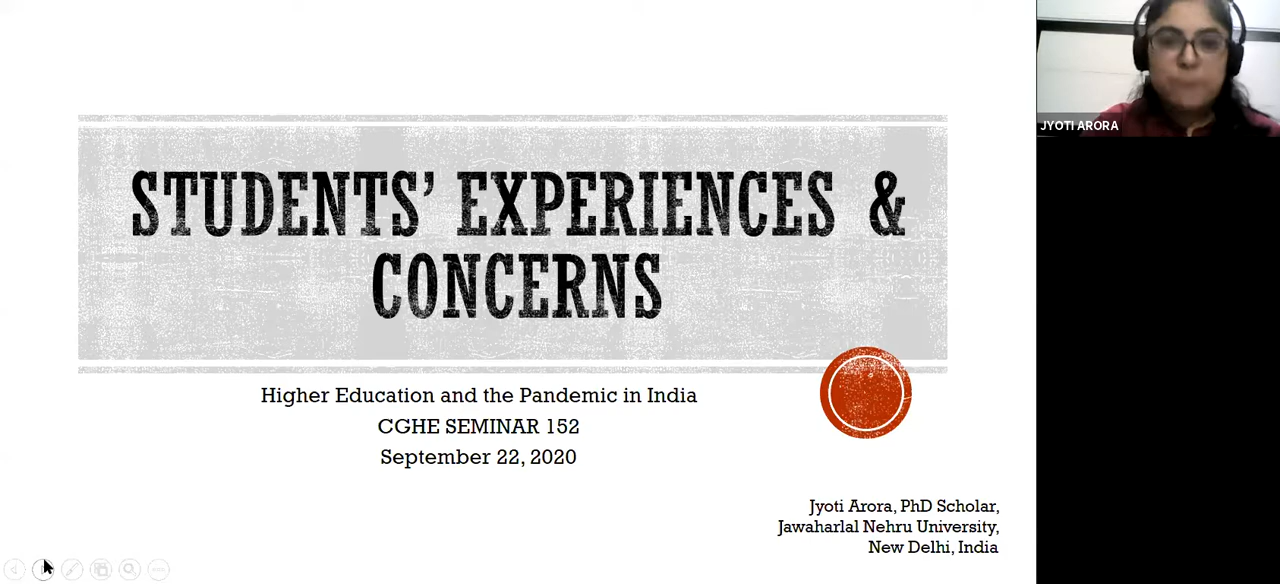 STUDENTS’ EXPERIENCES &
CONCERNS
Higher Education and the Pandemic in India
CGHE SEMINAR 152
September 22, 2020
Jyoti Arora, PhD Scholar,
Jawaharlal Nehru University,
New Delhi, India
JYOTI ARORA